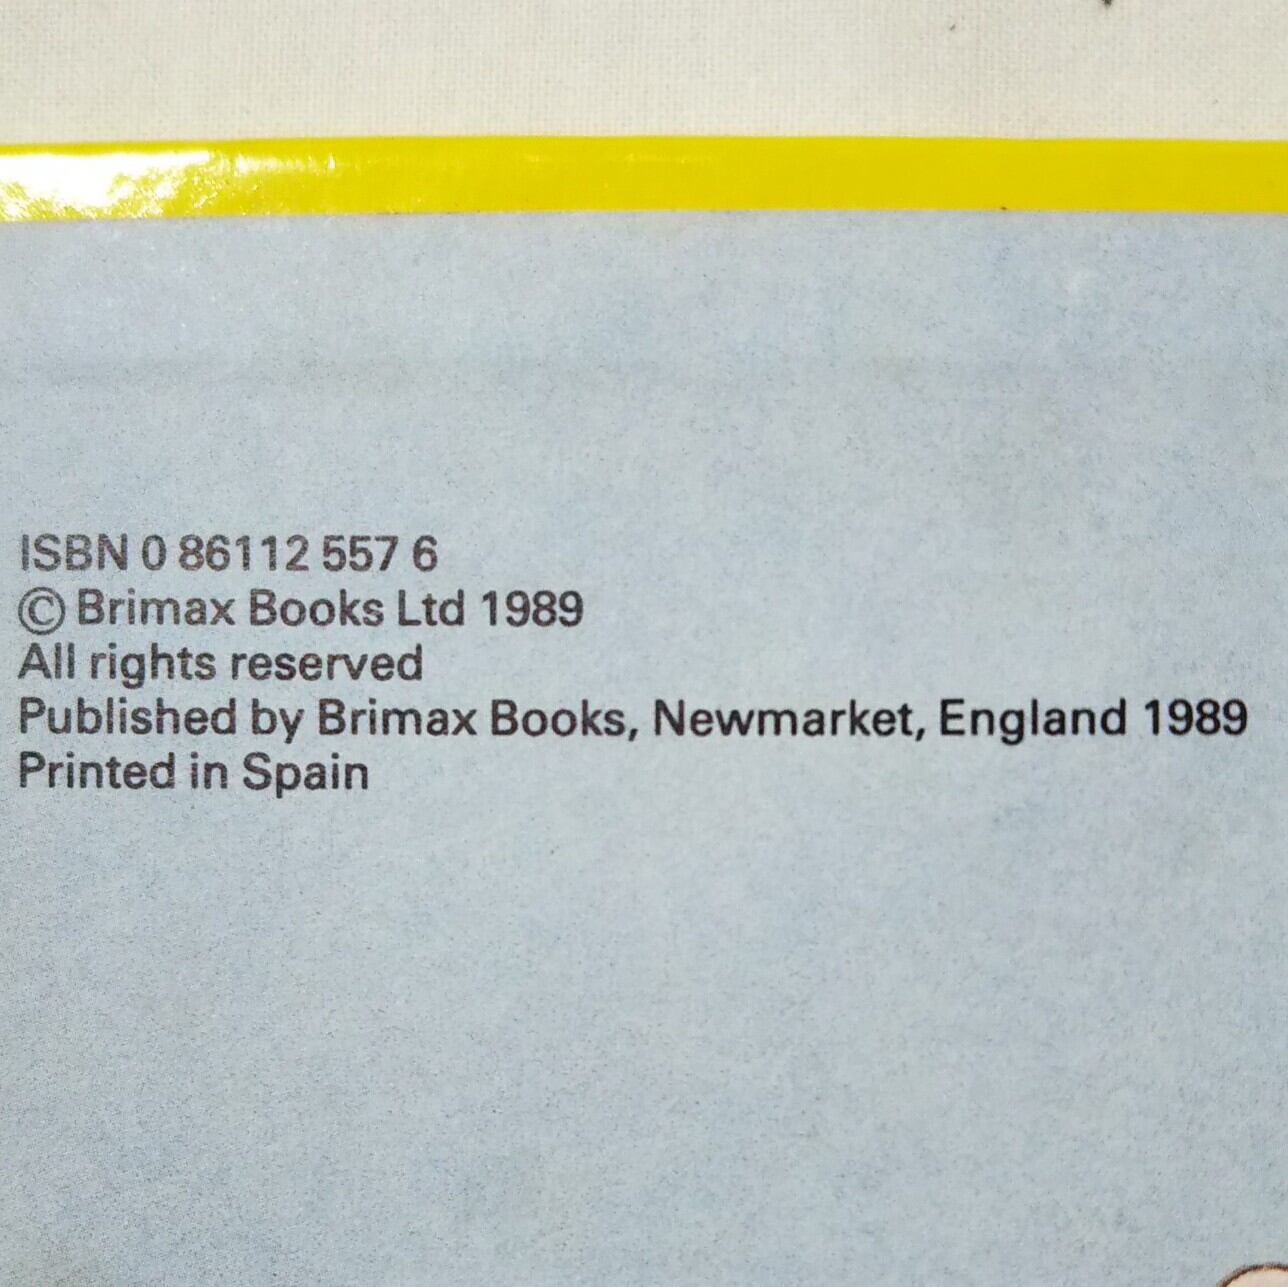 ISBN 0 86112 557 6
© Brimax Books Ltd 1989
All rights reserved
Published by Brimax Books, Newmarket, England 1989
Printed in Spain